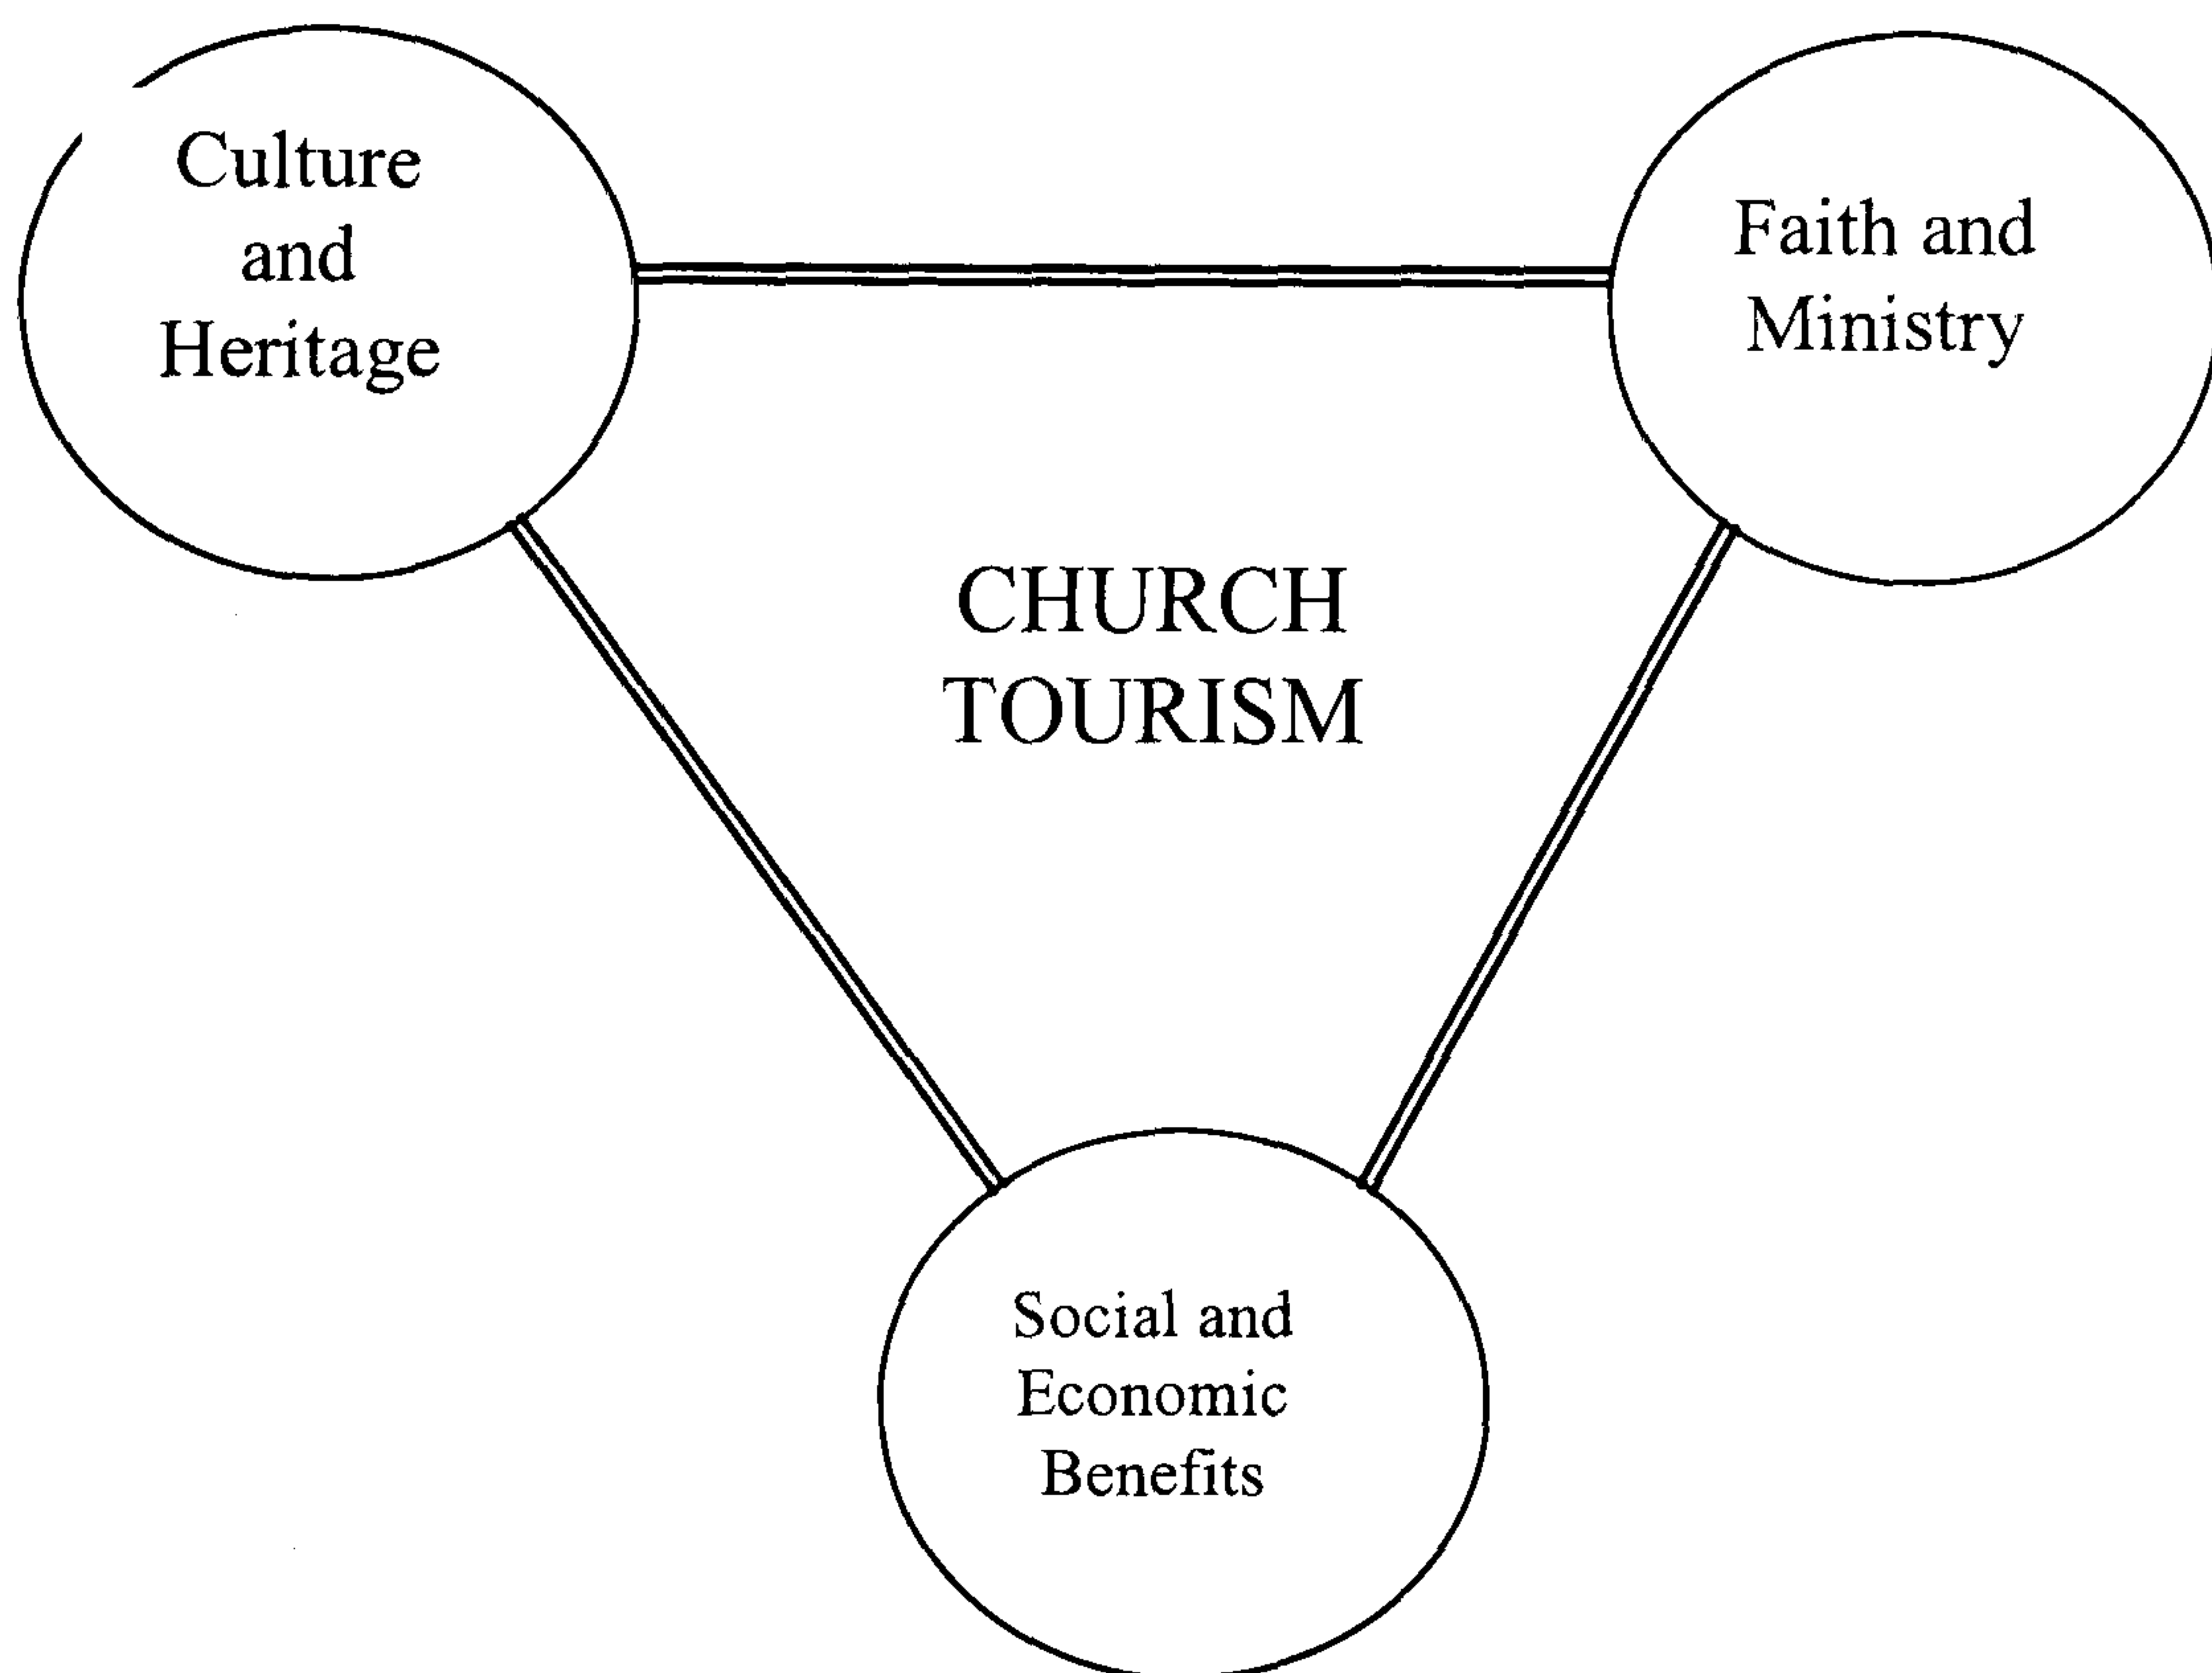 Culture
and
Heritage
Faith and
Ministry
CHURCH
TOURISM
Social and
Economic
Benefits